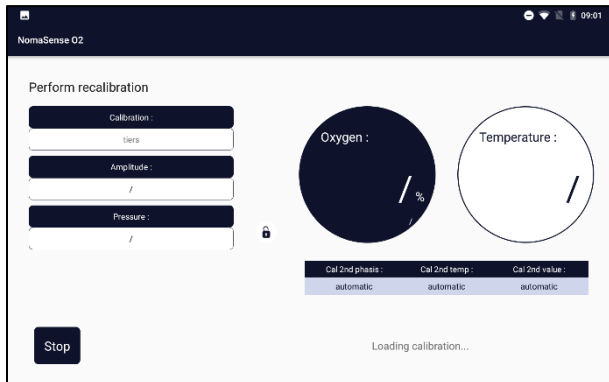 09:01
NomaSense O2
Perform recalibration
Calibration :
tiers
Amplitude :
/
Pressure :
/
Oxygen :
/ %
/
Temperature :
/
Cal 2nd phasis : Cal 2nd temp : Cal 2nd value :
automatic automatic automatic
Stop
Loading calibration...